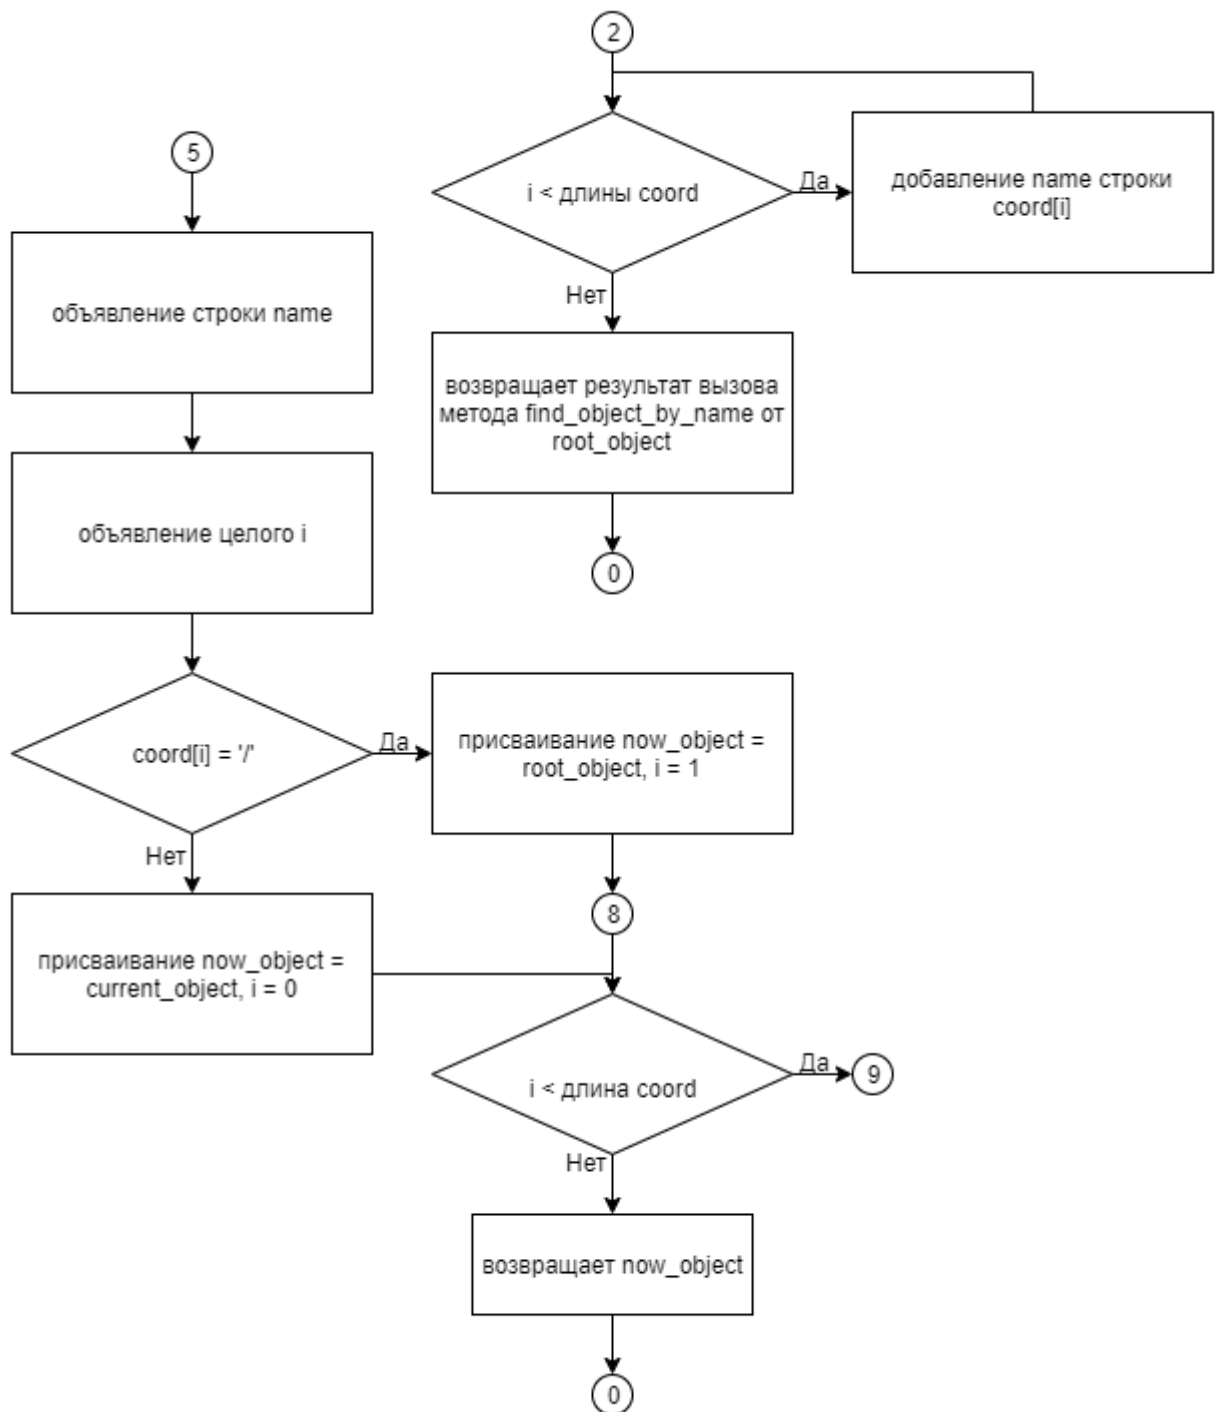 2
i < длины coord
Да
добавление name строки
coord[i]
Нет
возвращает результат вызова
метода find_object_by_name от
root_object
0
5
объявление строки name
объявление целого i
coord[i] = '/'
Да
присваивание now_object =
root_object, i = 1
Нет
8
присваивание now_object =
current_object, i = 0
i < длина coord
Да
9
Нет
возвращает now_object
0